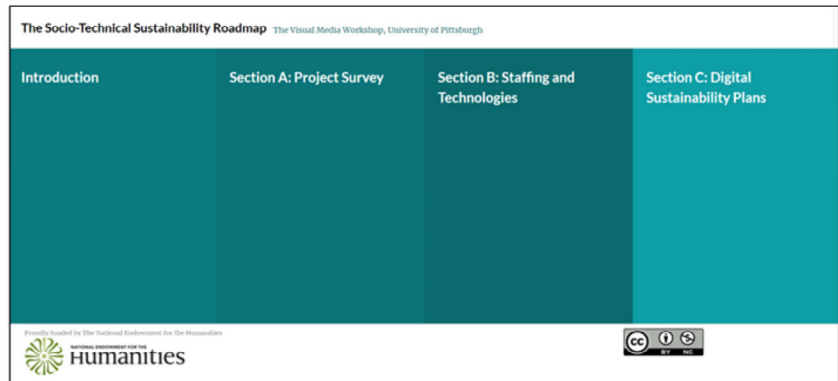 The Socio-Technical Sustainability Roadmap The Visual Media Workshop, University of Pittsburgh
Introduction
Section A: Project Survey
Section B: Staffing and
Technologies
Section C: Digital
Sustainability Plans
Proudly funded by The National Endowment for the Humanities
NATIONAL ENDOWMENT FOR THE
Humanities
cc
BY NC